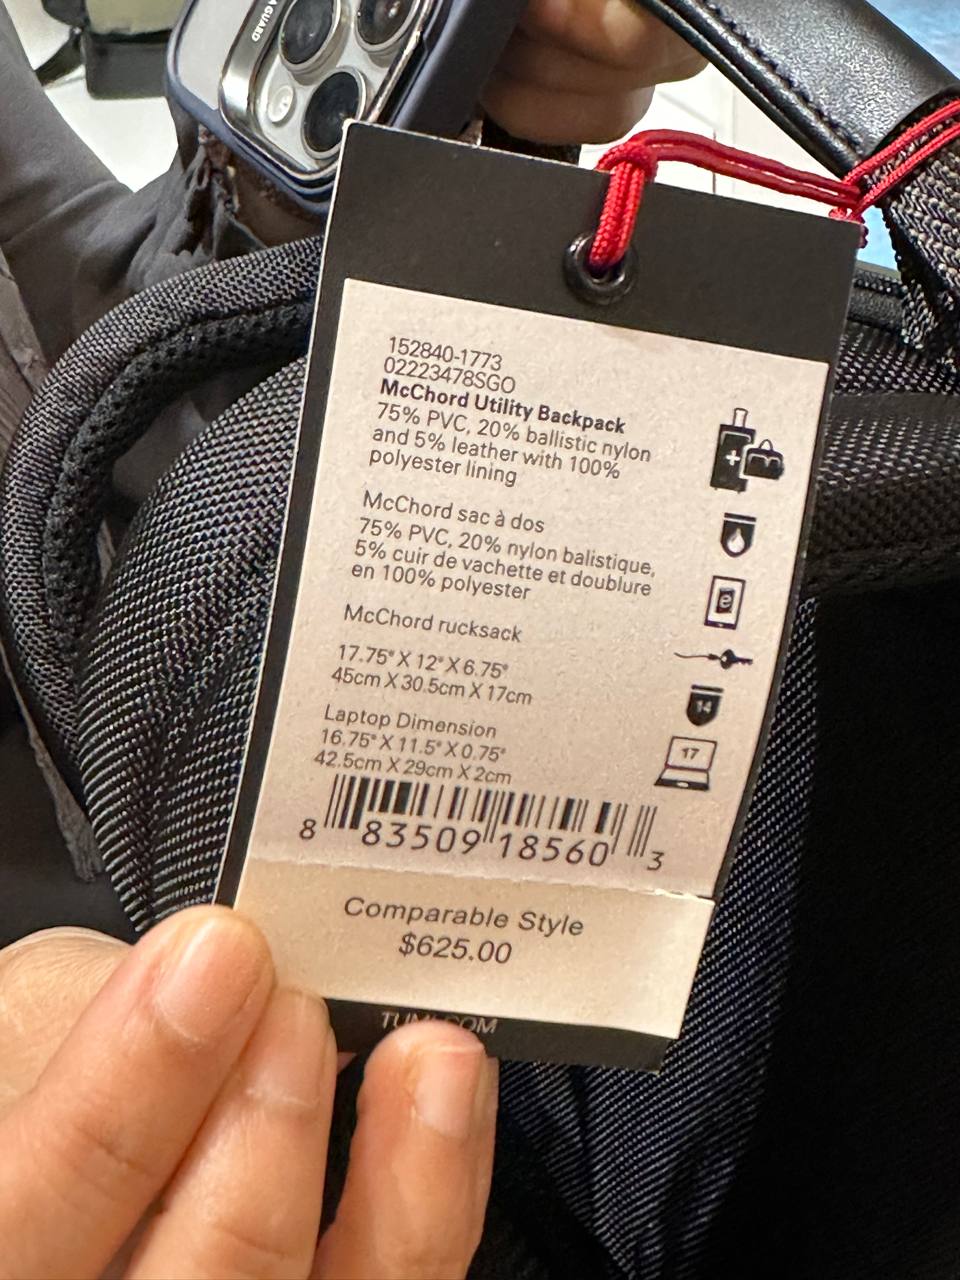 GUARD
152840-1773
02223478SGO
McChord Utility Backpack
75% PVC, 20% ballistic nylon
and 5% leather with 100%
polyester lining
McChord sac à dos
75% PVC, 20% nylon balistique,
5% cuir de vachette et doublure
en 100% polyester
McChord rucksack
17.75" X 12" X 6.75"
45cm X 30.5cm X 17cm
Laptop Dimension
16.75" X 11.5" X 0.75"
42.5cm X 29cm X 2cm
14
17
8 83509 18560 3
Comparable Style
$625.00
TUMI.COM